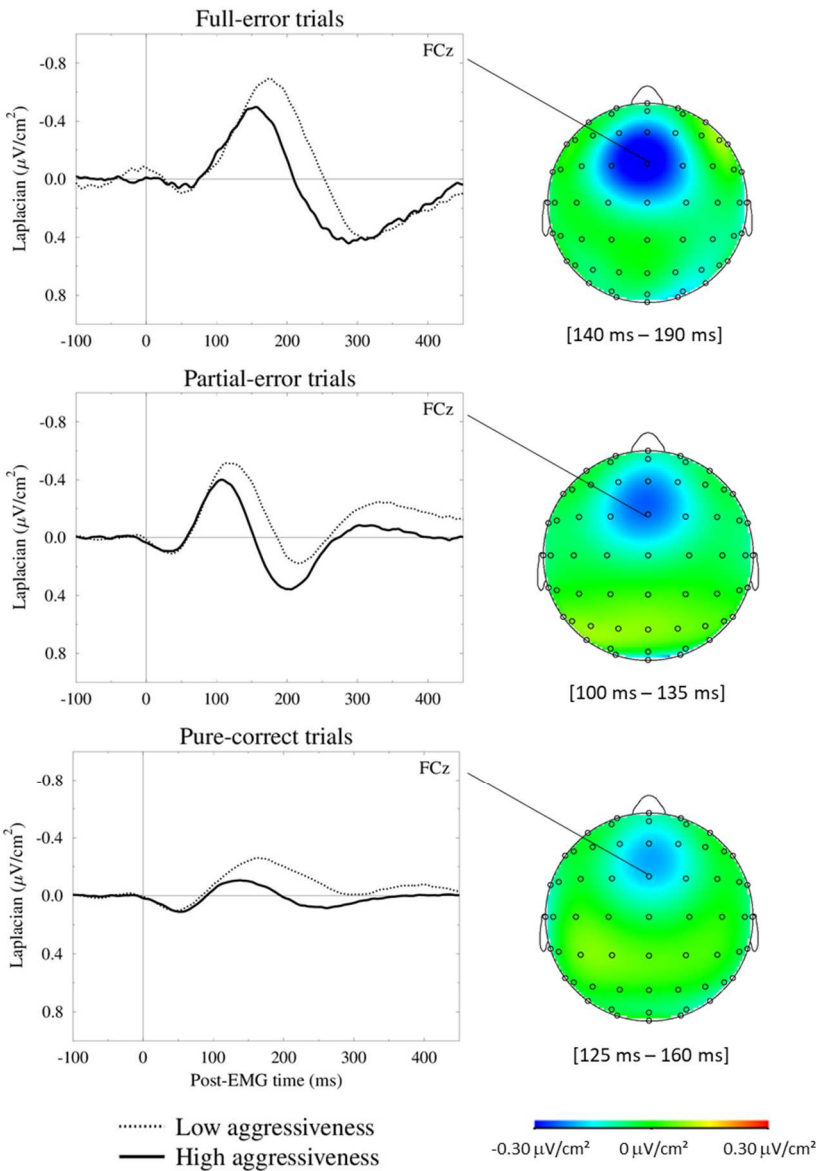 Full-error trials
FCz
-0.8
-0.4
0.0
0.4
0.8
Laplacian (μV/cm²)
-100 0 100 200 300 400
[140 ms – 190 ms]
Partial-error trials
FCz
-0.8
-0.4
0.0
0.4
0.8
Laplacian (μV/cm²)
-100 0 100 200 300 400
[100 ms – 135 ms]
Pure-correct trials
FCz
-0.8
-0.4
0.0
0.4
0.8
Laplacian (μV/cm²)
-100 0 100 200 300 400
Post-EMG time (ms)
[125 ms – 160 ms]
Low aggressiveness
High aggressiveness
-0.30 μV/cm² 0 μV/cm² 0.30 μV/cm²